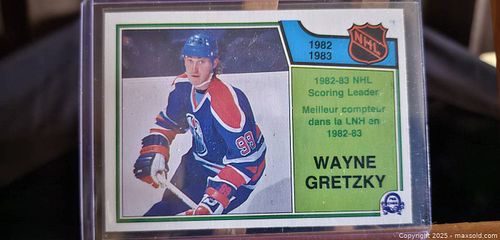 1982
1983
NHL
1982-83 NHL
Scoring Leader
Meilleur compteur
dans la LNH en
1982-83
WAYNE
GRETZKY
99
Copyright © 2025 - maxsold.com